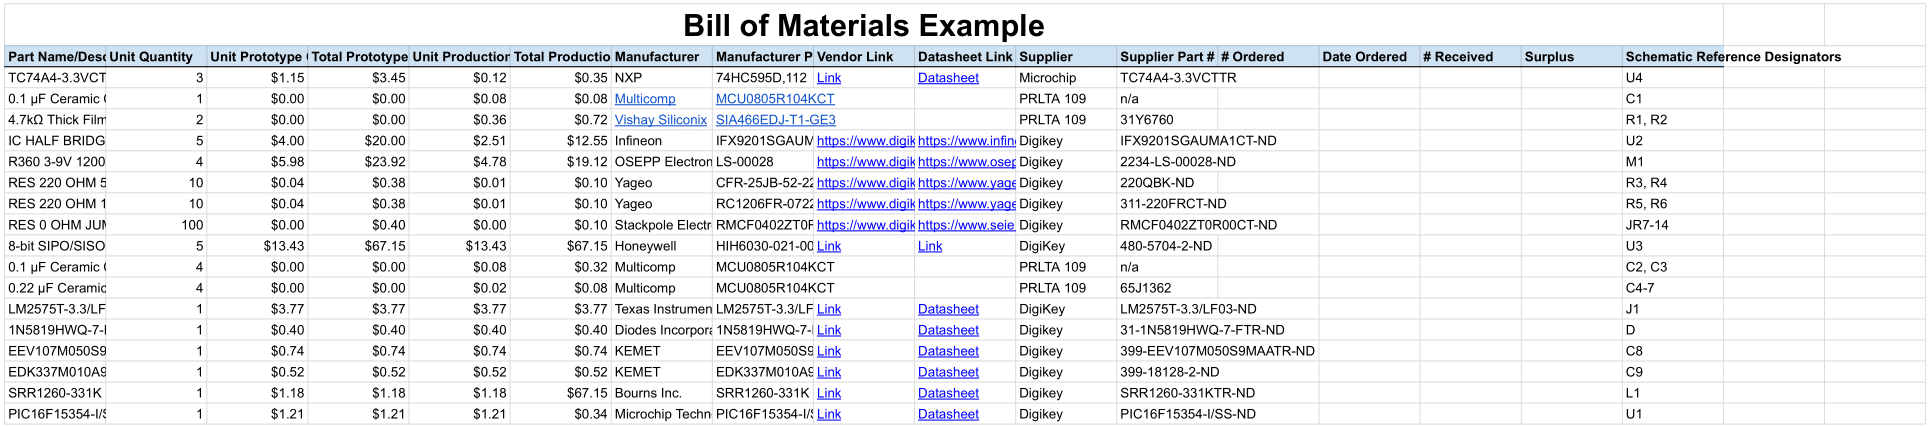 Bill of Materials Example
Part Name/Desc Unit Quantity Unit Prototype Total Prototype Unit Production Total Productio Manufacturer Manufacturer P Vendor Link Datasheet Link Supplier Supplier Part # # Ordered Date Ordered # Received Surplus Schematic Reference Designators
TC74A4-3.3VCT 3 $1.15 $3.45 $0.12 $0.35 NXP 74HC595D,112 Link Datasheet Microchip TC74A4-3.3VCTTR U4
0.1 µF Ceramic 1 $0.00 $0.00 $0.08 $0.08 Multicomp MCU0805R104KCT PRLTA 109 n/a C1
4.7kΩ Thick Film 2 $0.00 $0.00 $0.36 $0.72 Vishay Siliconix SIA466EDJ-T1-GE3 PRLTA 109 31Y6760 R1, R2
IC HALF BRIDG 5 $4.00 $20.00 $2.51 $12.55 Infineon IFX9201SGAUM https://www.digik https://www.infin Digikey IFX9201SGAUMA1CT-ND U2
R360 3-9V 1200 4 $5.98 $23.92 $4.78 $19.12 OSEPP Electron LS-00028 https://www.digik https://www.osep Digikey 2234-LS-00028-ND M1
RES 220 OHM 5 10 $0.04 $0.38 $0.01 $0.10 Yageo CFR-25JB-52-22 https://www.digik https://www.yage Digikey 220QBK-ND R3, R4
RES 220 OHM 1 10 $0.04 $0.38 $0.01 $0.10 Yageo RC1206FR-0722 https://www.digik https://www.yage Digikey 311-220FRCT-ND R5, R6
RES 0 OHM JUM 100 $0.00 $0.40 $0.00 $0.10 Stackpole Electr RMCF0402ZT0R https://www.digik https://www.seie Digikey RMCF0402ZT0R00CT-ND JR7-14
8-bit SIPO/SISO 5 $13.43 $67.15 $13.43 $67.15 Honeywell HIH6030-021-00 Link Link DigiKey 480-5704-2-ND U3
0.1 µF Ceramic 4 $0.00 $0.00 $0.08 $0.32 Multicomp MCU0805R104KCT PRLTA 109 n/a C2, C3
0.22 µF Ceramic 4 $0.00 $0.00 $0.02 $0.08 Multicomp MCU0805R104KCT PRLTA 109 65J1362 C4-7
LM2575T-3.3/LF 1 $3.77 $3.77 $3.77 $3.77 Texas Instrumen LM2575T-3.3/LF Link Datasheet DigiKey LM2575T-3.3/LF03-ND J1
1N5819HWQ-7-F 1 $0.40 $0.40 $0.40 $0.40 Diodes Incorpora 1N5819HWQ-7- Link Datasheet Digikey 31-1N5819HWQ-7-FTR-ND D
EEV107M050S9 1 $0.74 $0.74 $0.74 $0.74 KEMET EEV107M050S9 Link Datasheet Digikey 399-EEV107M050S9MAATR-ND C8
EDK337M010A9 1 $0.52 $0.52 $0.52 $0.52 KEMET EDK337M010A9 Link Datasheet Digikey 399-18128-2-ND C9
SRR1260-331K 1 $1.18 $1.18 $1.18 $67.15 Bourns Inc. SRR1260-331K Link Datasheet Digikey SRR1260-331KTR-ND L1
PIC16F15354-I/S 1 $1.21 $1.21 $1.21 $0.34 Microchip Techn PIC16F15354-I/S Link Datasheet Digikey PIC16F15354-I/SS-ND U1